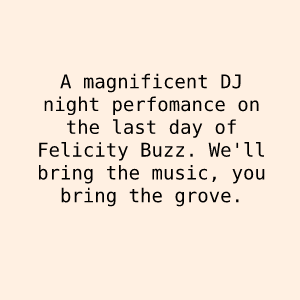 A magnificent DJ
night perfomance on
the last day of
Felicity Buzz. We'll
bring the music, you
bring the grove.